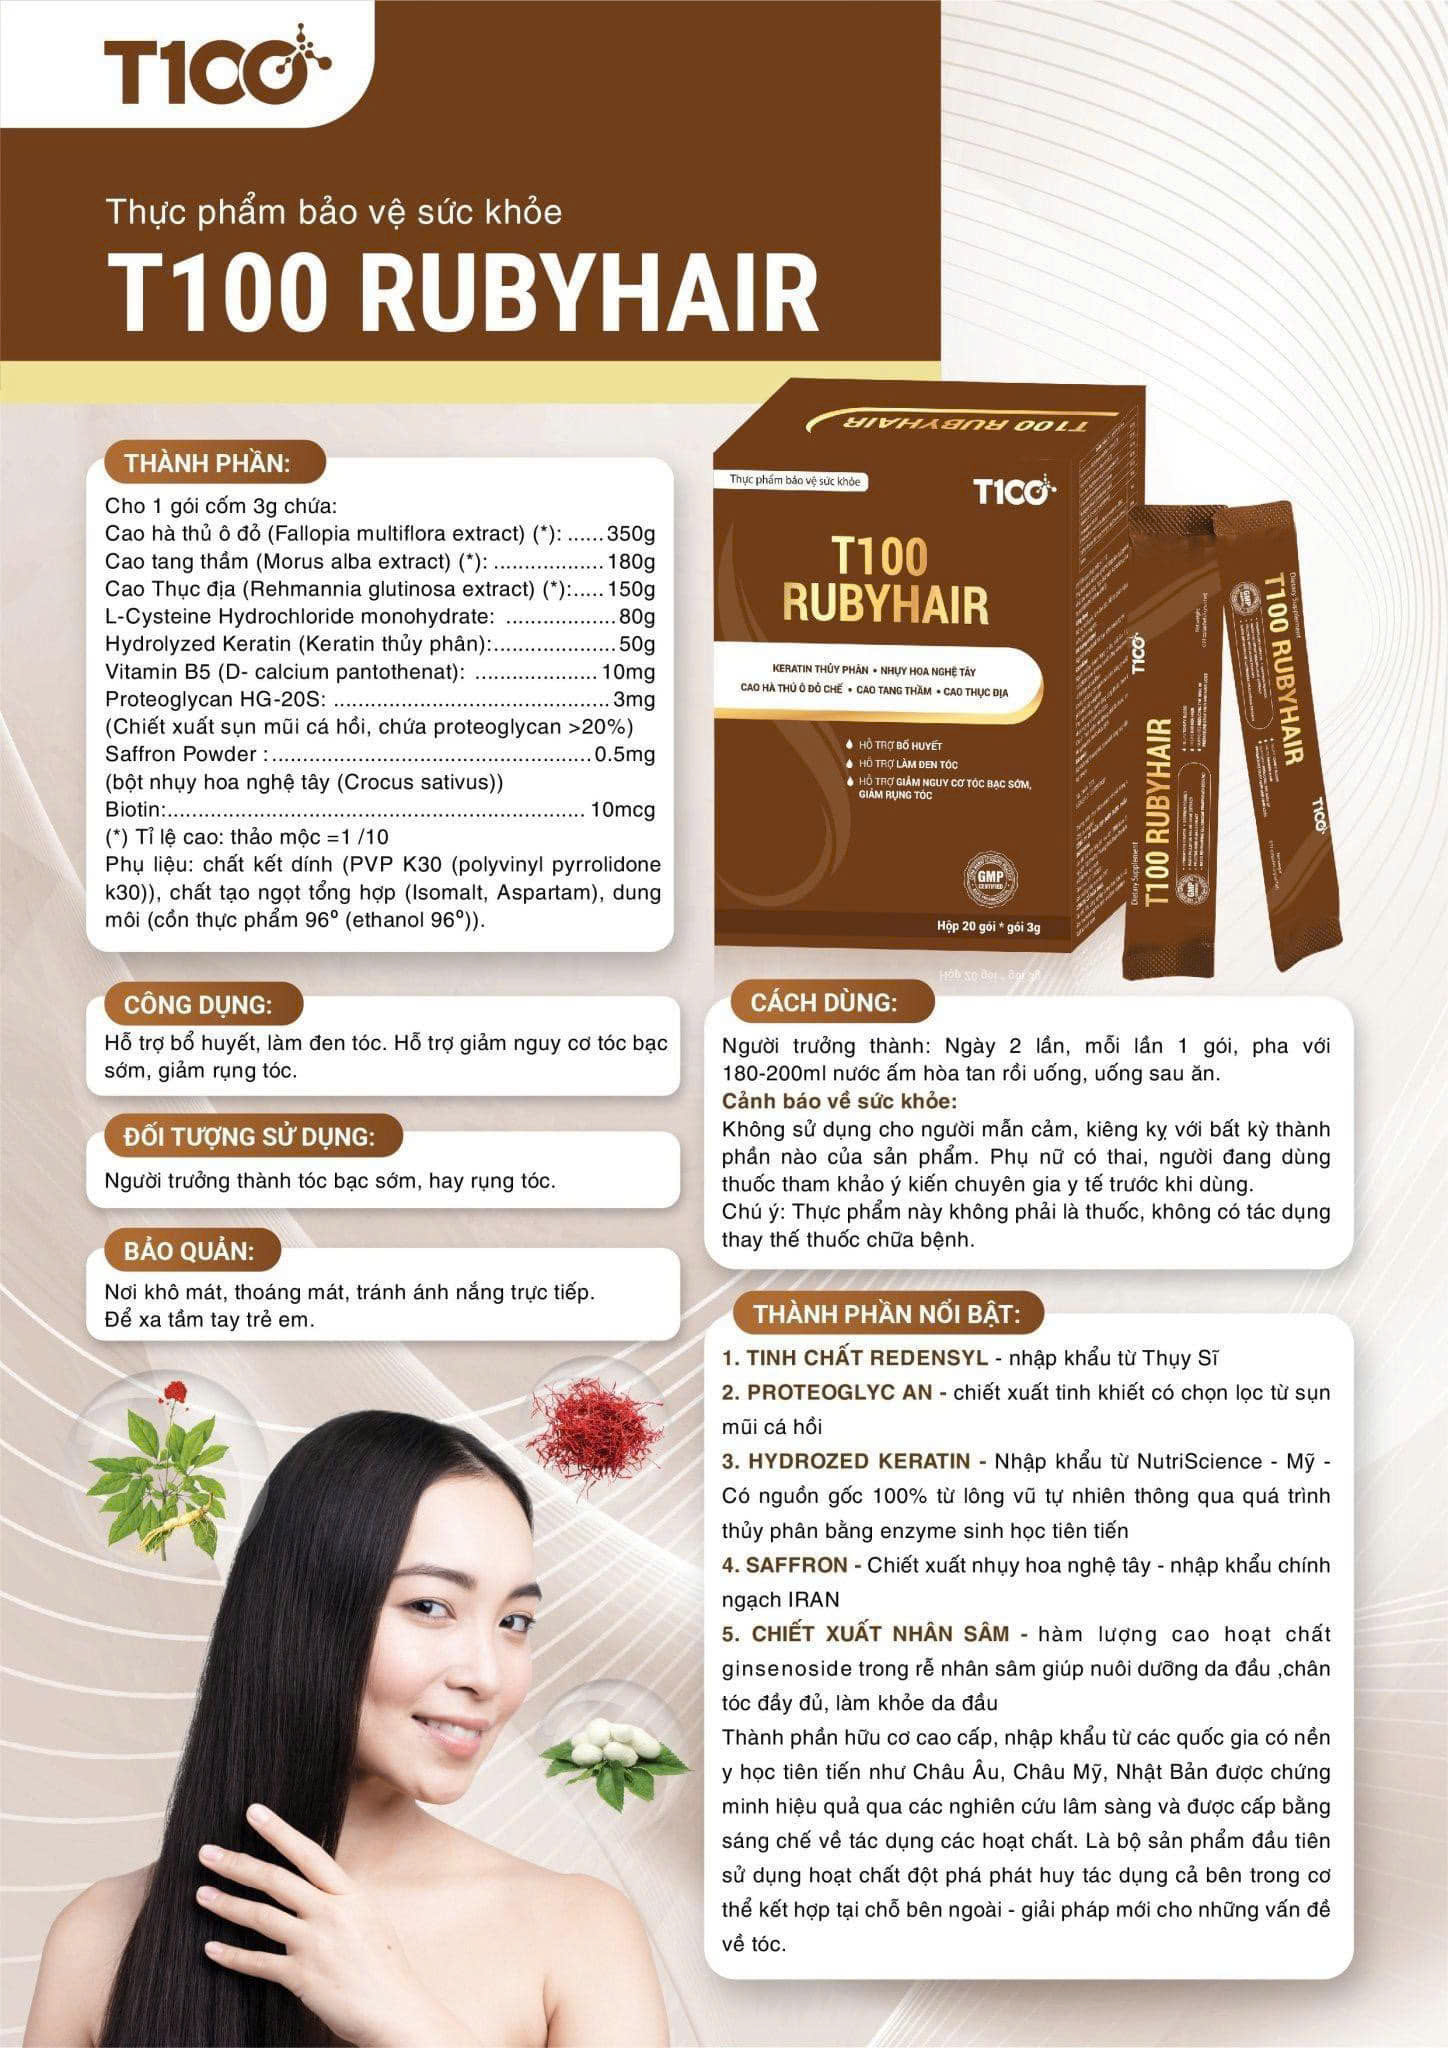 T100
Thực phẩm bảo vệ sức khỏe
T100 RUBYHAIR
THÀNH PHẦN:
Cho 1 gói cốm 3g chứa:
Cao hà thủ ô đỏ (Fallopia multiflora extract) (*): ......350g
Cao tang thầm (Morus alba extract) (*): ..................180g
Cao Thục địa (Rehmannia glutinosa extract) (*):.....150g
L-Cysteine Hydrochloride monohydrate: ..................80g
Hydrolyzed Keratin (Keratin thủy phân):....................50g
Vitamin B5 (D- calcium pantothenat): ....................10mg
Proteoglycan HG-20S: .............................................3mg
(Chiết xuất sụn mũi cá hồi, chứa proteoglycan >20%)
Saffron Powder :....................................................0.5mg
(bột nhụy hoa nghệ tây (Crocus sativus))
Biotin:.................................................................... 10mcg
(*) Tỉ lệ cao: thảo mộc =1 /10
Phụ liệu: chất kết dính (PVP K30 (polyvinyl pyrrolidone
k30)), chất tạo ngọt tổng hợp (Isomalt, Aspartam), dung
môi (cồn thực phẩm 96⁰ (ethanol 96⁰)).
T100 RUBYHAIR
Thực phẩm bảo vệ sức khỏe
T100
T100
RUBYHAIR
KERATIN THỦY PHÂN • NHỤY HOA NGHỆ TÂY
CAO HÀ THỦ Ô ĐỎ CHẾ • CAO TANG THẦM • CAO THỤC ĐỊA
HỖ TRỢ BỔ HUYẾT
HỖ TRỢ LÀM ĐEN TÓC
HỖ TRỢ GIẢM NGUY CƠ TÓC BẠC SỚM,
GIẢM RỤNG TÓC
GMP
CERTIFIED
Hộp 20 gói * gói 3g
T100
Dietary Supplement
T100 RUBYHAIR
GMP
Dietary Supplement
T100 RUBYHAIR
GMP
T100
CÔNG DỤNG:
Hỗ trợ bổ huyết, làm đen tóc. Hỗ trợ giảm nguy cơ tóc bạc
sớm, giảm rụng tóc.
ĐỐI TƯỢNG SỬ DỤNG:
Người trưởng thành tóc bạc sớm, hay rụng tóc.
BẢO QUẢN:
Nơi khô mát, thoáng mát, tránh ánh nắng trực tiếp.
Để xa tầm tay trẻ em.
CÁCH DÙNG:
Người trưởng thành: Ngày 2 lần, mỗi lần 1 gói, pha với
180-200ml nước ấm hòa tan rồi uống, uống sau ăn.
Cảnh báo về sức khỏe:
Không sử dụng cho người mẫn cảm, kiêng kỵ với bất kỳ thành
phần nào của sản phẩm. Phụ nữ có thai, người đang dùng
thuốc tham khảo ý kiến chuyên gia y tế trước khi dùng.
Chú ý: Thực phẩm này không phải là thuốc, không có tác dụng
thay thế thuốc chữa bệnh.
THÀNH PHẦN NỔI BẬT:
1. TINH CHẤT REDENSYL - nhập khẩu từ Thụy Sĩ
2. PROTEOGLYC AN - chiết xuất tinh khiết có chọn lọc từ sụn
mũi cá hồi
3. HYDROZED KERATIN - Nhập khẩu từ NutriScience - Mỹ -
Có nguồn gốc 100% từ lông vũ tự nhiên thông qua quá trình
thủy phân bằng enzyme sinh học tiên tiến
4. SAFFRON - Chiết xuất nhụy hoa nghệ tây - nhập khẩu chính
ngạch IRAN
5. CHIẾT XUẤT NHÂN SÂM - hàm lượng cao hoạt chất
ginsenoside trong rễ nhân sâm giúp nuôi dưỡng da đầu ,chân
tóc đầy đủ, làm khỏe da đầu
Thành phần hữu cơ cao cấp, nhập khẩu từ các quốc gia có nền
y học tiên tiến như Châu Âu, Châu Mỹ, Nhật Bản được chứng
minh hiệu quả qua các nghiên cứu lâm sàng và được cấp bằng
sáng chế về tác dụng các hoạt chất. Là bộ sản phẩm đầu tiên
sử dụng hoạt chất đột phá phát huy tác dụng cả bên trong cơ
thể kết hợp tại chỗ bên ngoài - giải pháp mới cho những vấn đề
về tóc.